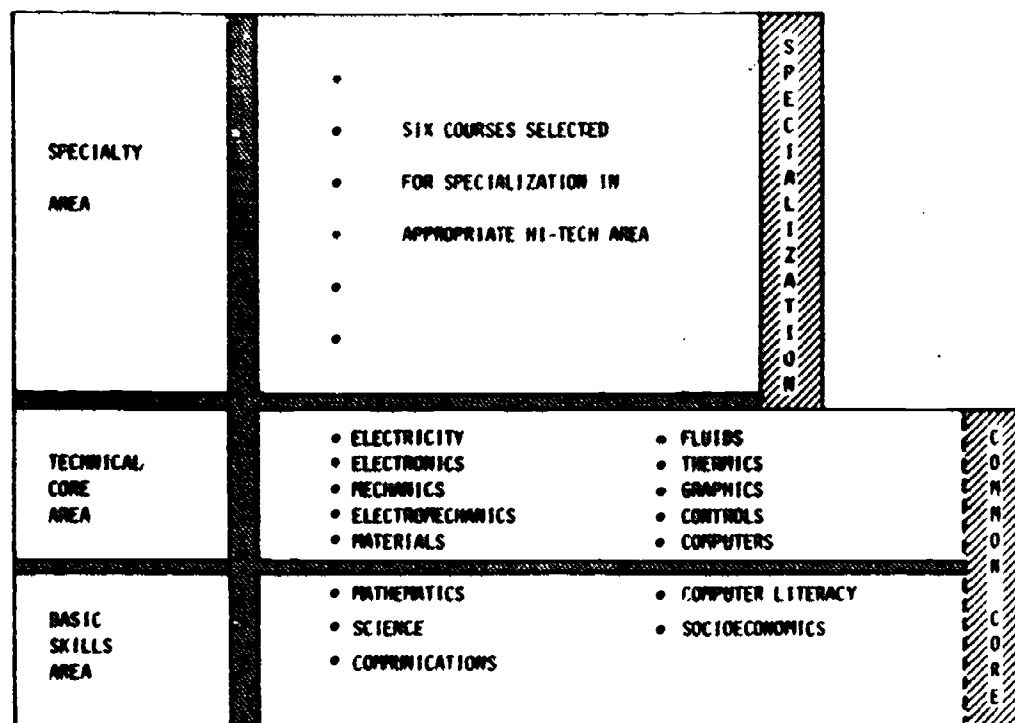 SPECIALTY
AREA
•
• SIX COURSES SELECTED
• FOR SPECIALIZATION IN
• APPROPRIATE HI-TECH AREA
•
•
SPECIALIZATION
TECHNICAL
CORE
AREA
• ELECTRICITY
• ELECTRONICS
• MECHANICS
• ELECTROMECHANICS
• MATERIALS
• FLUIDS
• THERMICS
• GRAPHICS
• CONTROLS
• COMPUTERS
BASIC
SKILLS
AREA
• MATHEMATICS
• SCIENCE
• COMMUNICATIONS
• COMPUTER LITERACY
• SOCIOECONOMICS
COMMON CORE